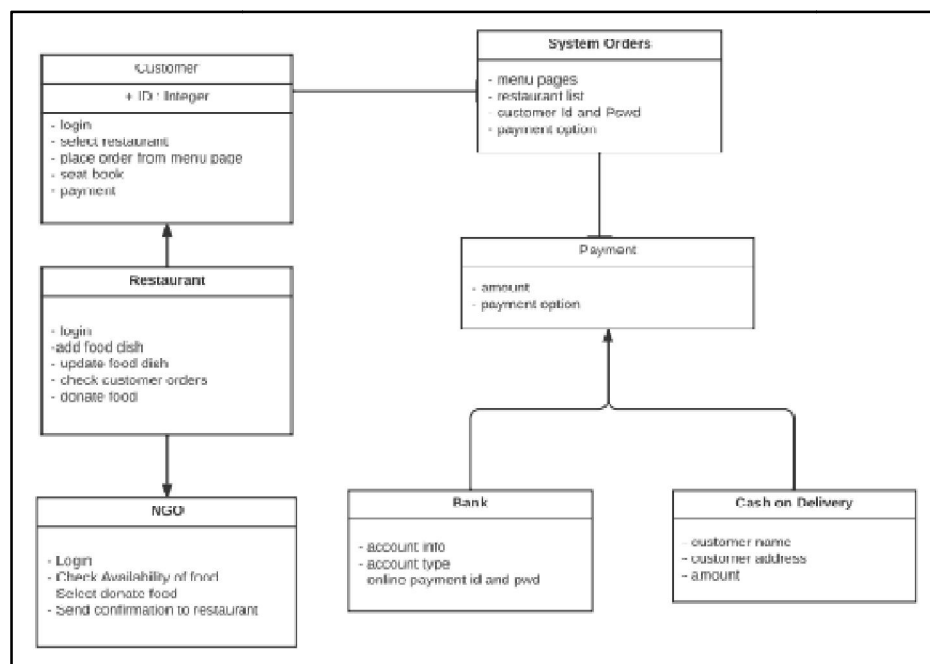 Customer
+ ID : Integer
- login
- select restaurant
- place order from menu page
- seat book
- payment
System Orders
- menu pages
- restaurant list
- customer Id and Pswd
- payment option
Restaurant
- login
-add food dish
- update food dish
- check customer orders
- donate food
Payment
- amount
- payment option
NGO
- Login
- Check Availability of food
Select donate food
- Send confirmation to restaurant
Bank
- account info
- account type
online payment id and pwd
Cash on Delivery
- customer name
- customer address
- amount